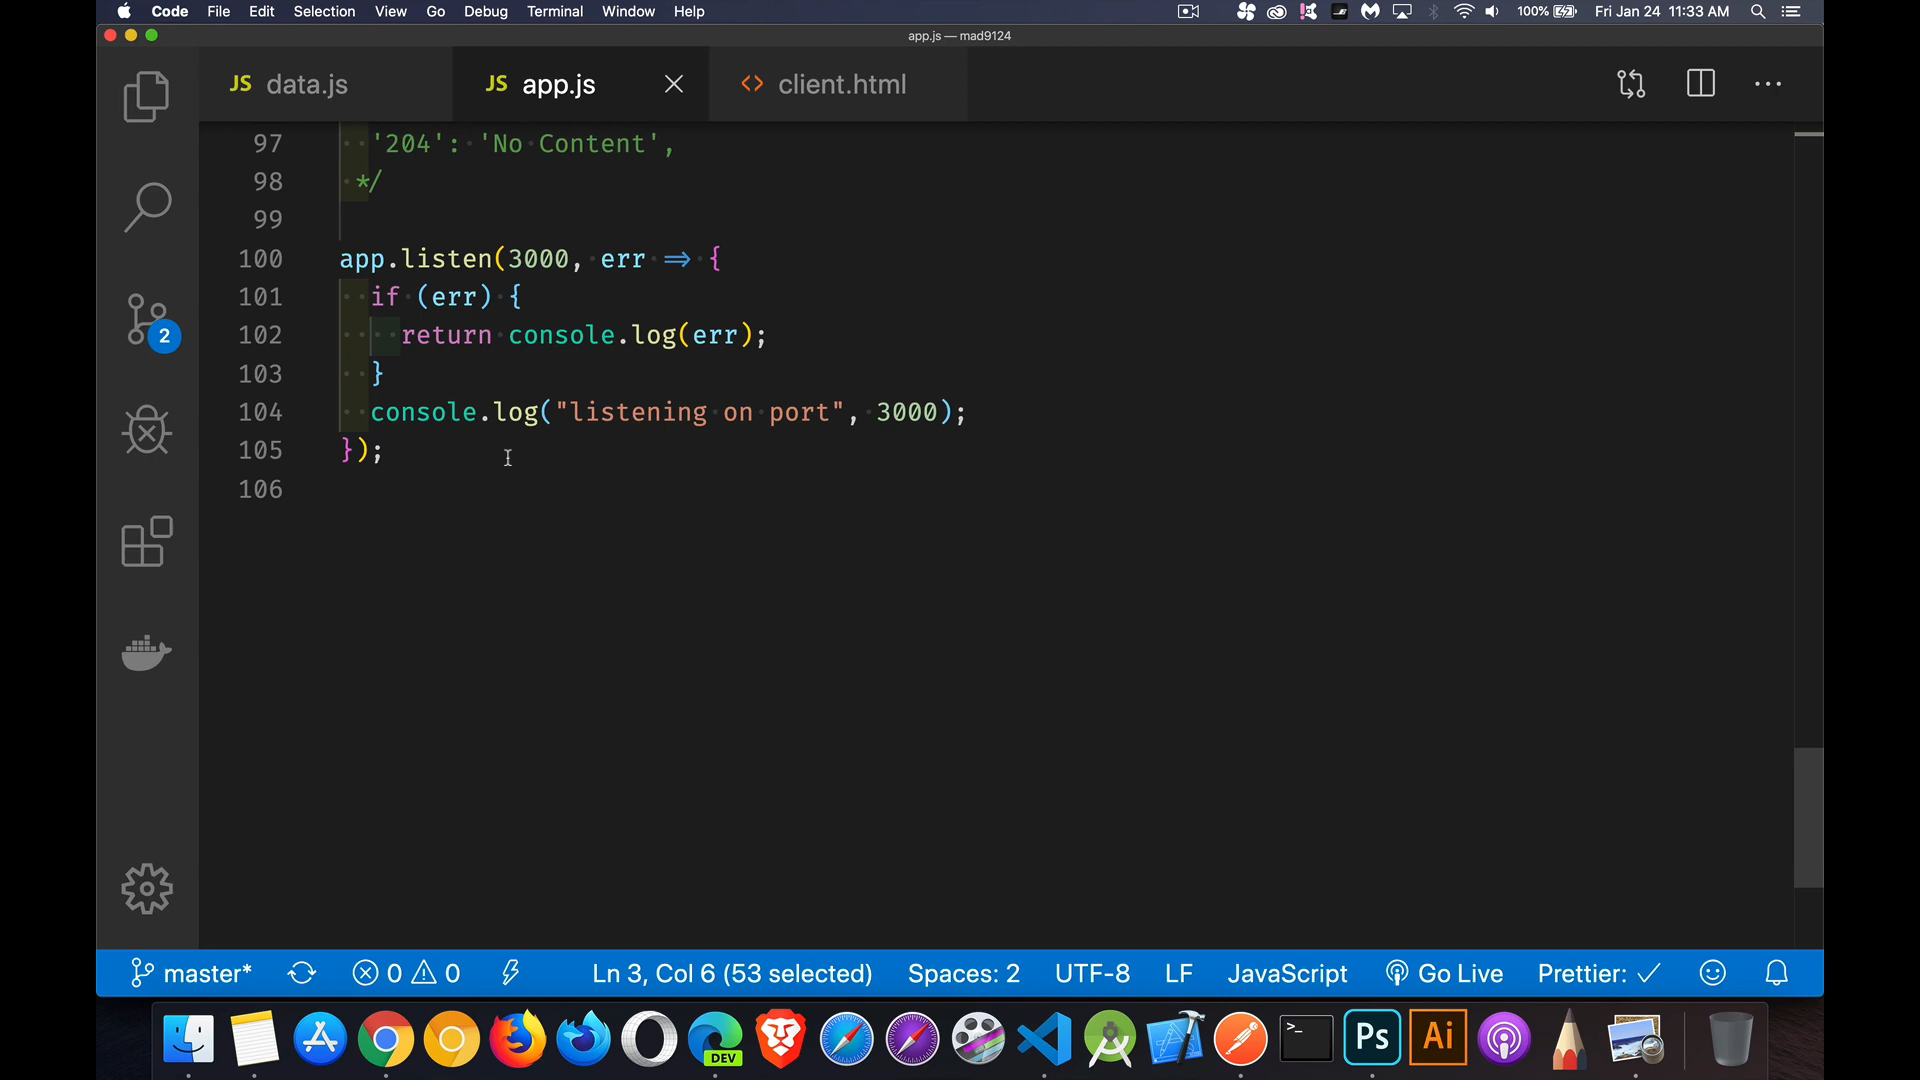 Code File Edit Selection View Go Debug Terminal Window Help 100% Fri Jan 24 11:33 AM
app.js — mad9124
JS data.js JS app.js client.html
97 '204': 'No Content',
98 */
99
100 app.listen(3000, err => {
101 if (err) {
2
102 return console.log(err);
103 }
104 console.log("listening on port", 3000);
105 });
106
master* 0 0 Ln 3, Col 6 (53 selected) Spaces: 2 UTF-8 LF JavaScript Go Live Prettier: ✓
DEV >_ Ps Ai